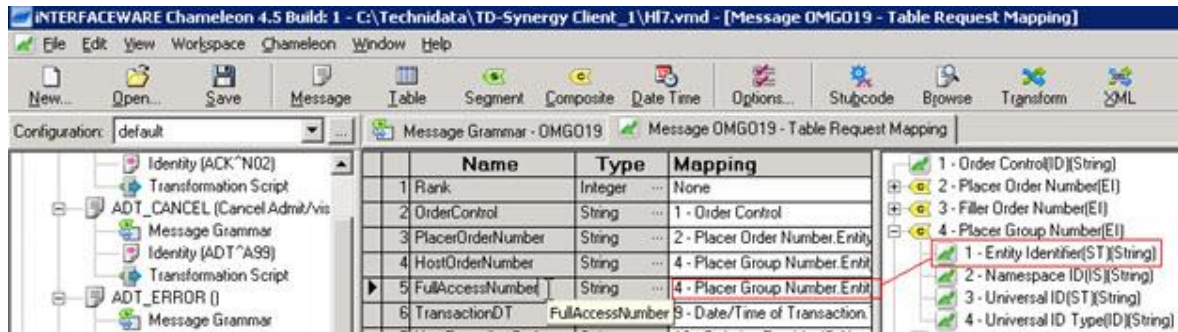 iNTERFACEWARE Chameleon 4.5 Build: 1 - C:\Technidata\TD-Synergy Client_1\Hl7.vmd - [Message OMGO19 - Table Request Mapping]
File Edit View Workspace Chameleon Window Help
New... Open... Save Message Table Segment Composite Date Time Options... Stubcode Browse Transform XML
Configuration: default ... Message Grammar - OMGO19 Message OMGO19 - Table Request Mapping
Identity (ACK^N02)
Transformation Script
ADT_CANCEL (Cancel Admit/vis
Message Grammar
Identity (ADT^A99)
Transformation Script
ADT_ERROR ()
Message Grammar
Name Type Mapping
1 Rank Integer ... None
2 OrderControl String ... 1 - Order Control
3 PlacerOrderNumber String ... 2 - Placer Order Number.Entity
4 HostOrderNumber String ... 4 - Placer Group Number.Entit
5 FullAccessNumber String ... 4 - Placer Group Number.Entit
6 TransactionDT FullAccessNumber 9 - Date/Time of Transaction.
1 - Order Control(ID)(String)
2 - Placer Order Number(EI)
3 - Filler Order Number(EI)
4 - Placer Group Number(EI)
1 - Entity Identifier(ST)(String)
2 - Namespace ID(IS)(String)
3 - Universal ID(ST)(String)
4 - Universal ID Type(ID)(String)